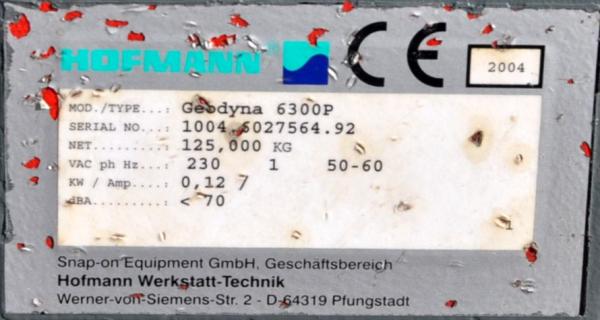 HOFMANN® CE 2004
MOD./TYPE...: Geodyna 6300P
SERIAL NO...: 1004.6027564.92
NET.........: 125,000 KG
VAC ph Hz...: 230 1 50-60
KW / Amp....: 0,12 /
dBA.........: < 70
1
Snap-on Equipment GmbH, Geschäftsbereich
Hofmann Werkstatt-Technik
Werner-von-Siemens-Str. 2 - D-64319 Pfungstadt